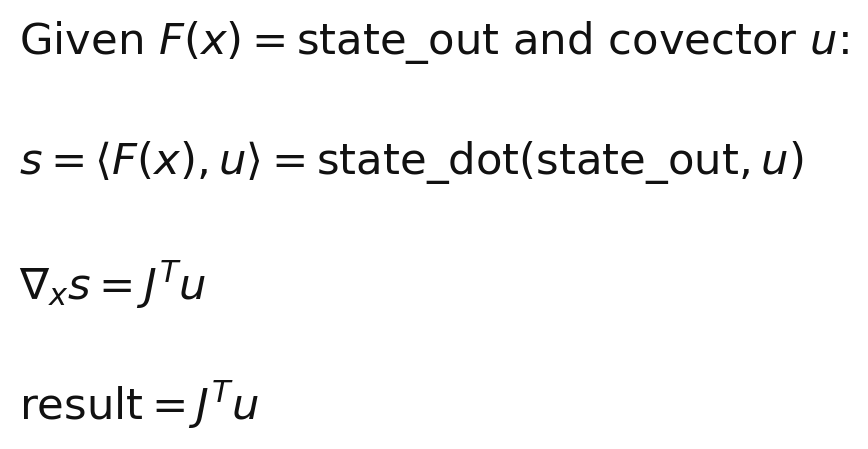 Given F(x) = state_out and covector u:
s = ⟨F(x), u⟩ = state_dot(state_out, u)
∇ₓs = Jᵀu
result = Jᵀu